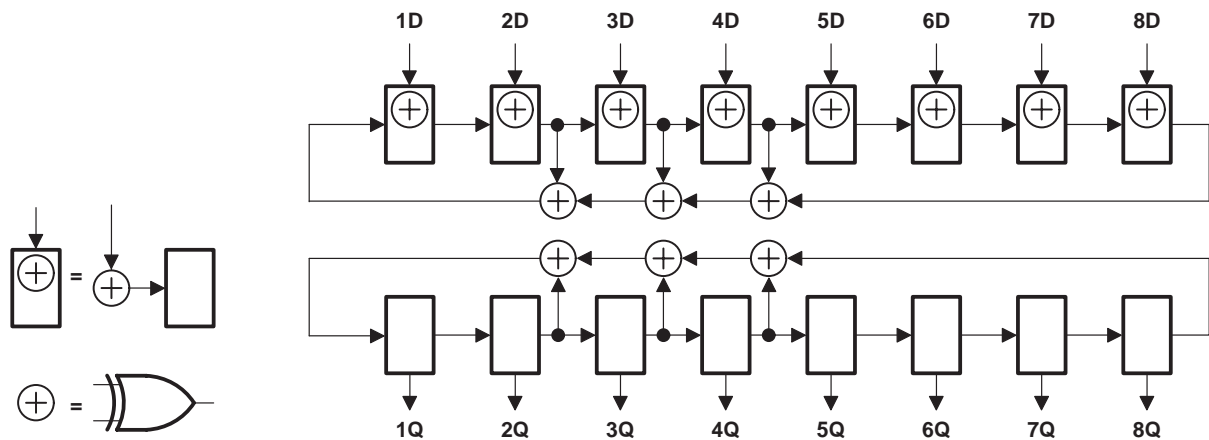 1D 2D 3D 4D 5D 6D 7D 8D
=
=
1Q 2Q 3Q 4Q 5Q 6Q 7Q 8Q